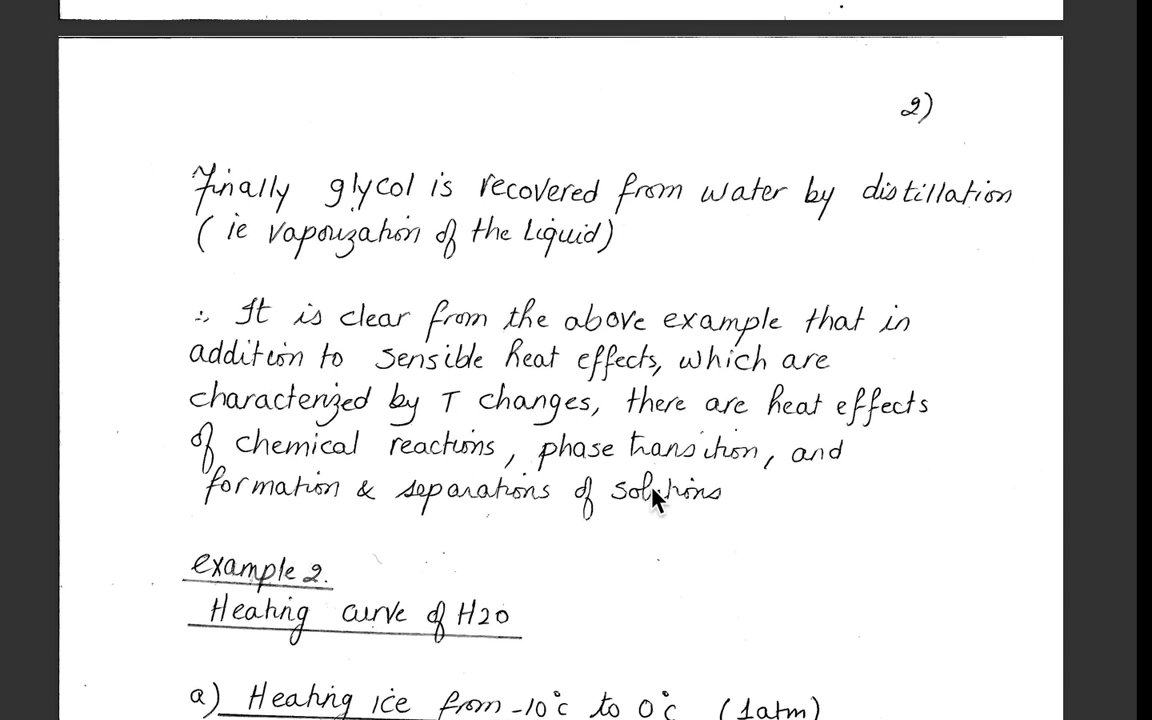 2)
Finally glycol is recovered from water by distillation
(ie vaporization of the liquid)
∴ It is clear from the above example that in
addition to sensible heat effects, which are
characterized by T changes, there are heat effects
of chemical reactions, phase transition, and
formation & separations of solutions
example 2.
Heating curve of H2O
a) Heating ice from -10°c to 0°c (1atm)